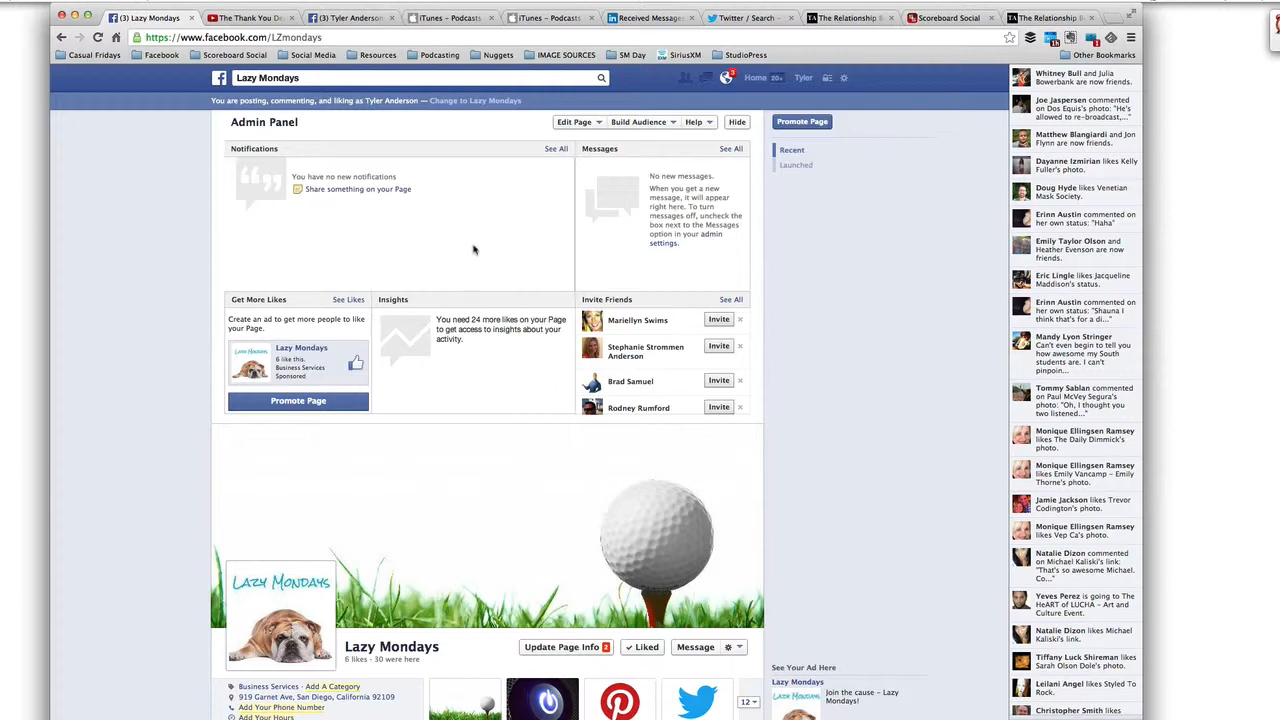 (3) Lazy Mondays
The Thank You De
(3) Tyler Anderson
iTunes - Podcasts
iTunes - Podcasts
Received Messages
Twitter / Search -
The Relationship B
Scoreboard Social
The Relationship B
https://www.facebook.com/LZmondays
Casual Fridays
Facebook
Scoreboard Social
Social Media
Resources
Podcasting
Nuggets
IMAGE SOURCES
SM Day
SiriusXM
StudioPress
Other Bookmarks
Lazy Mondays
3
Home 20+
Tyler
You are posting, commenting, and liking as Tyler Anderson — Change to Lazy Mondays
Admin Panel
Edit Page
Build Audience
Help
Hide
Notifications
See All
You have no new notifications
Share something on your Page
Messages
See All
No new messages.
When you get a new
message, it will appear
right here. To turn
messages off, uncheck the
box next to the Messages
option in your admin
settings.
Get More Likes
See Likes
Create an ad to get more people to like
your Page.
Lazy Mondays
6 like this.
Business Services
Sponsored
LAZY MONDAYS
Promote Page
Insights
You need 24 more likes on your Page
to get access to insights about your
activity.
Invite Friends
See All
Mariellyn Swims
Invite
Stephanie Strommen
Anderson
Invite
Brad Samuel
Invite
Rodney Rumford
Invite
LAZY MONDAYS
Lazy Mondays
6 likes · 30 were here
Update Page Info 2
Liked
Message
Business Services · Add A Category
919 Garnet Ave, San Diego, California 92109
Add Your Phone Number
Add Your Hours
12
Promote Page
Recent
Launched
See Your Ad Here
Lazy Mondays
LAZY MONDAYS
Join the cause - Lazy
Mondays!
Whitney Bull and Julia
Bowerbank are now friends.
Joe Jaspersen commented
on Dos Equis's photo: "He's
allowed to re-broadcast,..."
Matthew Blangiardi and Jon
Flynn are now friends.
Dayanne Izmirian likes Kelly
Fuller's photo.
Doug Hyde likes Venetian
Mask Society.
Erinn Austin commented on
her own status: "Haha"
Emily Taylor Olson and
Heather Evenson are now
friends.
Eric Lingle likes Jacqueline
Maddison's status.
Erinn Austin commented on
her own status: "Shauna I
think that's for a di..."
Mandy Lyon Stringer
Can't even begin to tell you
how awesome my South
students are. I can't
pinpoin...
Tommy Sablan commented
on Paul McVey Segura's
photo: "Oh, I thought you
two listened..."
Monique Ellingsen Ramsey
likes The Daily Dimmick's
photo.
Monique Ellingsen Ramsey
likes Emily Vancamp - Emily
Thorne's photo.
Jamie Jackson likes Trevor
Codington's photo.
Monique Ellingsen Ramsey
likes Vep Ca's photo.
Natalie Dizon commented
on Michael Kaliski's link:
"That's so awesome Michael.
Co..."
Yeves Perez is going to The
HeART of LUCHA - Art and
Culture Event.
Natalie Dizon likes Michael
Kaliski's link.
Tiffany Luck Shireman likes
Sarah Olson Dole's photo.
Leilani Angel likes Styled To
Rock.
Christopher Smith likes